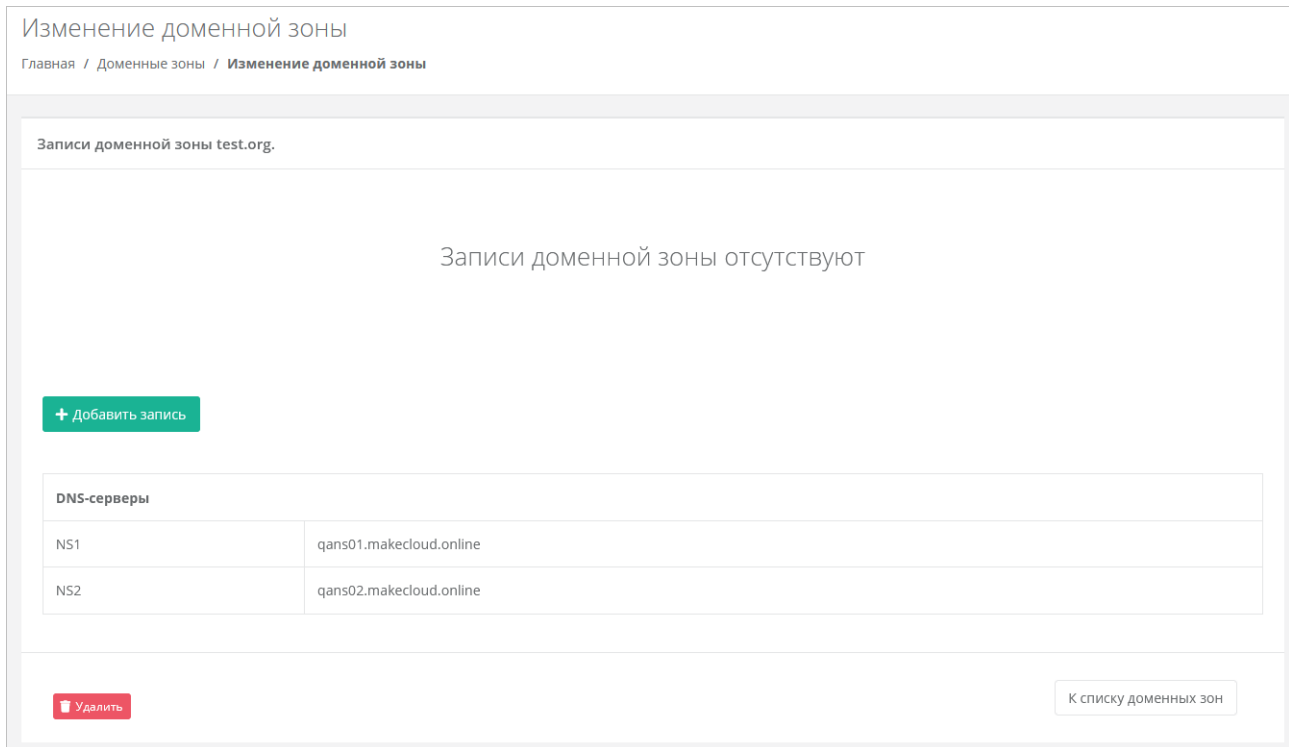 Изменение доменной зоны
Главная / Доменные зоны / Изменение доменной зоны
Записи доменной зоны test.org.
Записи доменной зоны отсутствуют
+ Добавить запись
DNS-серверы
NS1 qans01.makecloud.online
NS2 qans02.makecloud.online
Удалить
К списку доменных зон